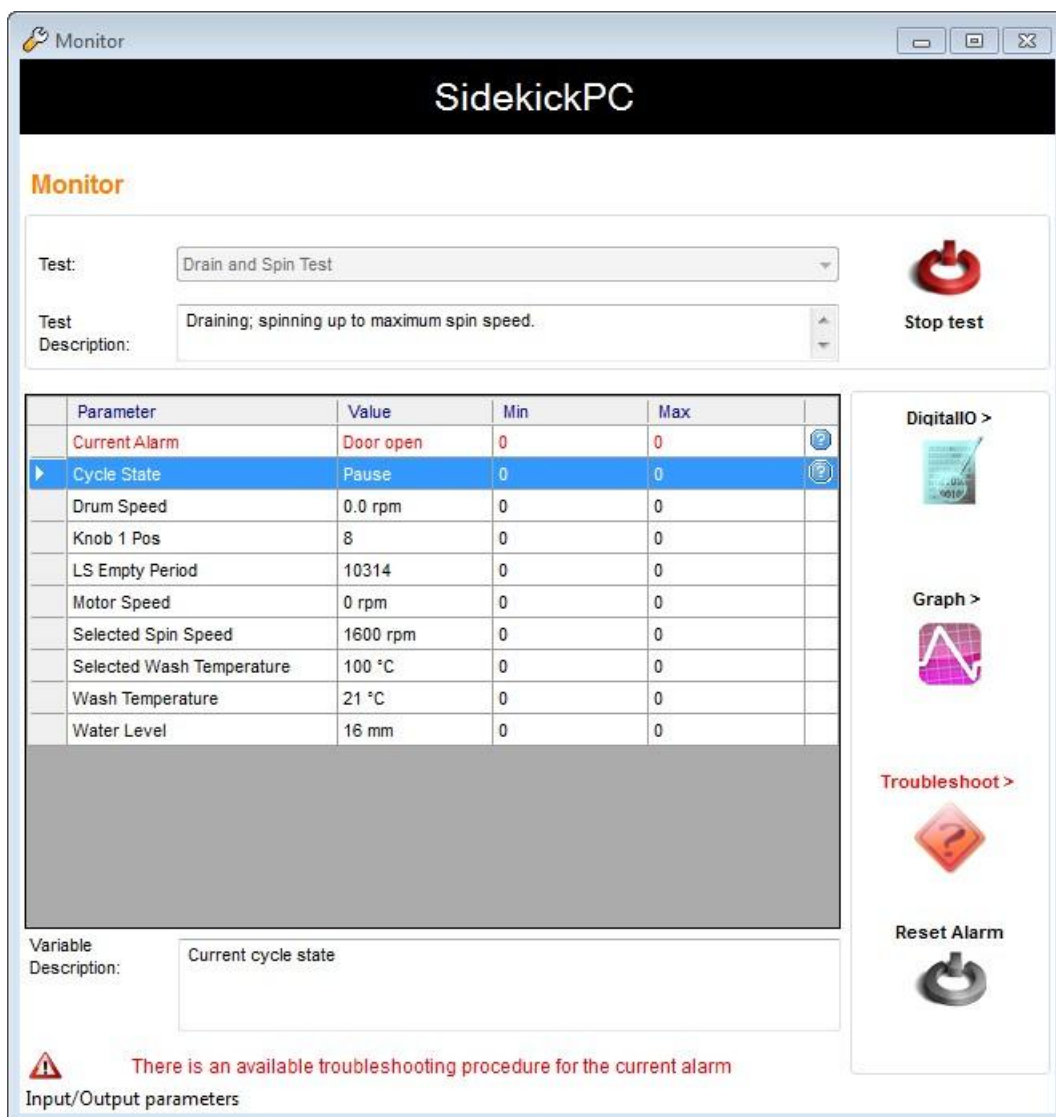 Monitor
SidekickPC
Monitor
Test:
Drain and Spin Test
Test
Description:
Draining; spinning up to maximum spin speed.
Stop test
Parameter Value Min Max
Current Alarm Door open 0 0
Cycle State Pause 0 0
Drum Speed 0.0 rpm 0 0
Knob 1 Pos 8 0 0
LS Empty Period 10314 0 0
Motor Speed 0 rpm 0 0
Selected Spin Speed 1600 rpm 0 0
Selected Wash Temperature 100 °C 0 0
Wash Temperature 21 °C 0 0
Water Level 16 mm 0 0
DigitalIO >
Graph >
Troubleshoot >
Reset Alarm
Variable
Description:
Current cycle state
There is an available troubleshooting procedure for the current alarm
Input/Output parameters